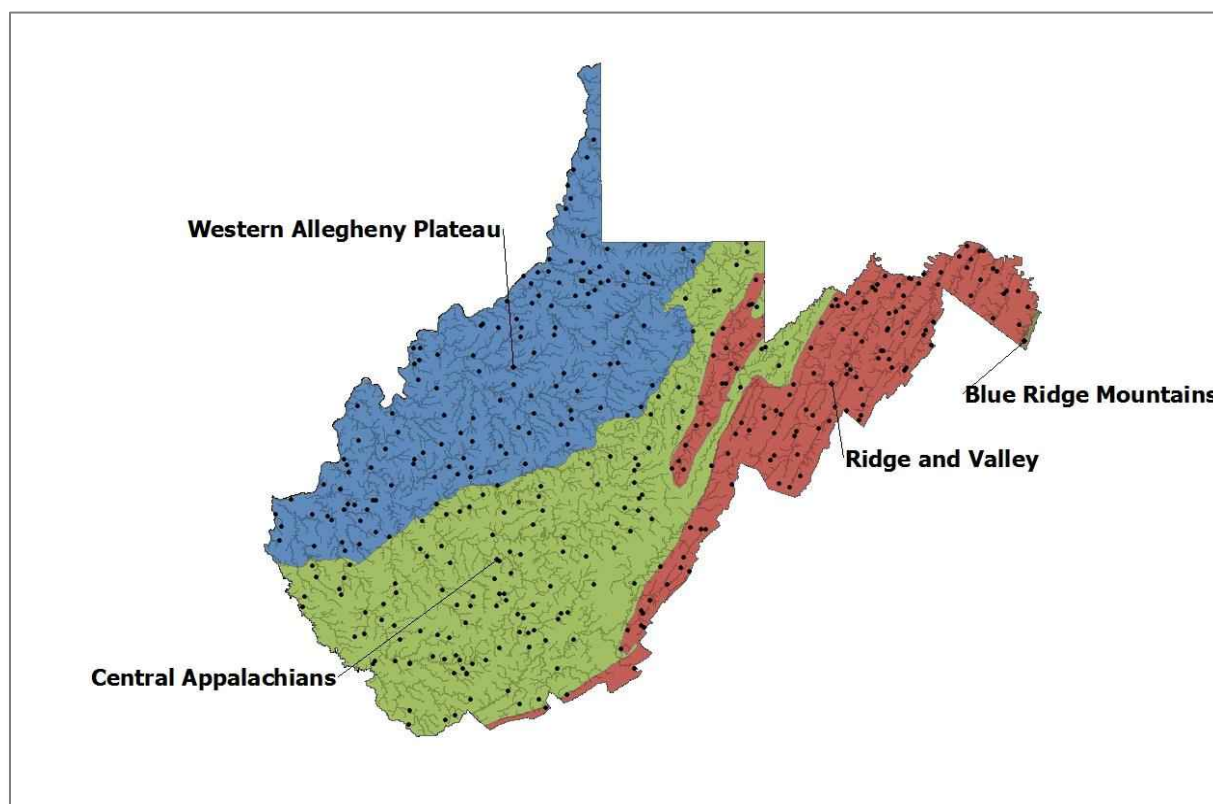 Western Allegheny Plateau
Blue Ridge Mountains
Ridge and Valley
Central Appalachians